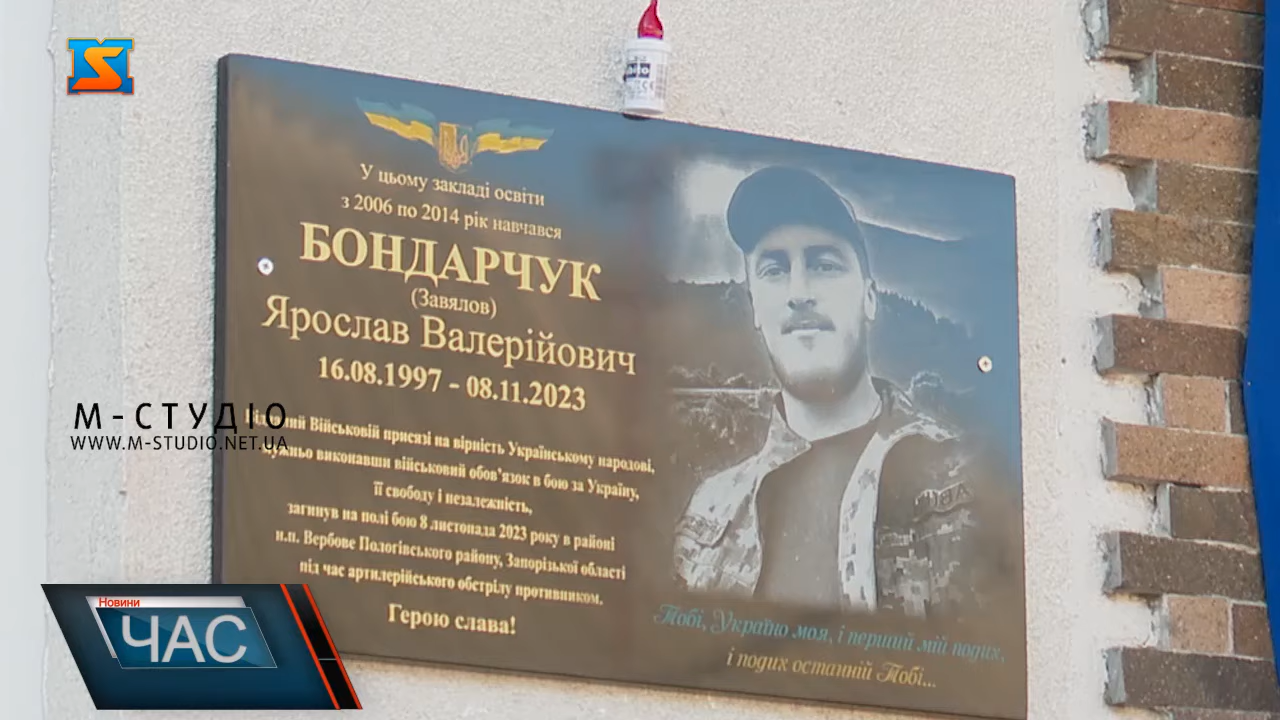 У цьому закладі освіти
з 2006 по 2014 рік навчався
БОНДАРЧУК
(Завялов)
Ярослав Валерійович
16.08.1997 - 08.11.2023
Військовій присязі на вірність Українському народові,
виконавши військовий обов'язок в бою за Україну,
її свободу і незалежність,
загинув на полі бою 8 листопада 2023 року в районі
н.п. Вербове Пологівського району, Запорізької області
під час артилерійського обстрілу противником.
Герою слава!
Тобі, Україно моя, і перший мій подих,
і подих останній Тобі...
М-СТУДІО
WWW.M-STUDIO.NET.UA
Новини
ЧАС